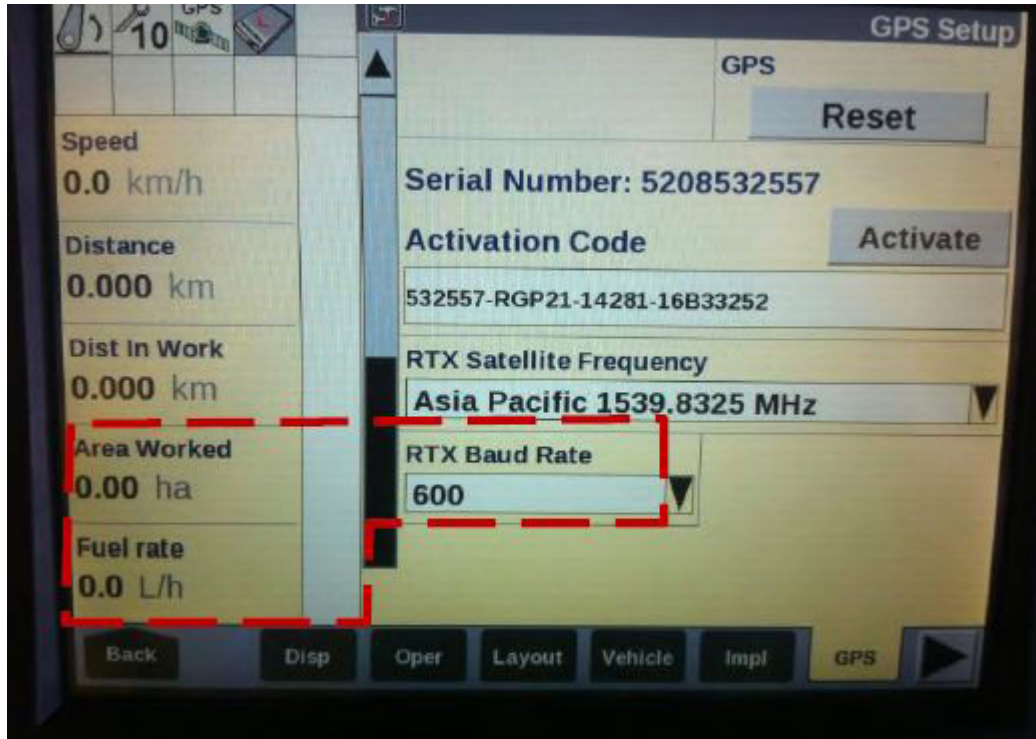 10
GPS
GPS Setup
GPS
Reset
Speed
0.0 km/h
Serial Number: 5208532557
Distance
0.000 km
Activation Code
Activate
532557-RGP21-14281-16B33252
Dist In Work
0.000 km
RTX Satellite Frequency
Asia Pacific 1539.8325 MHz
Area Worked
0.00 ha
RTX Baud Rate
600
Fuel rate
0.0 L/h
Back
Disp
Oper
Layout
Vehicle
Impl
GPS